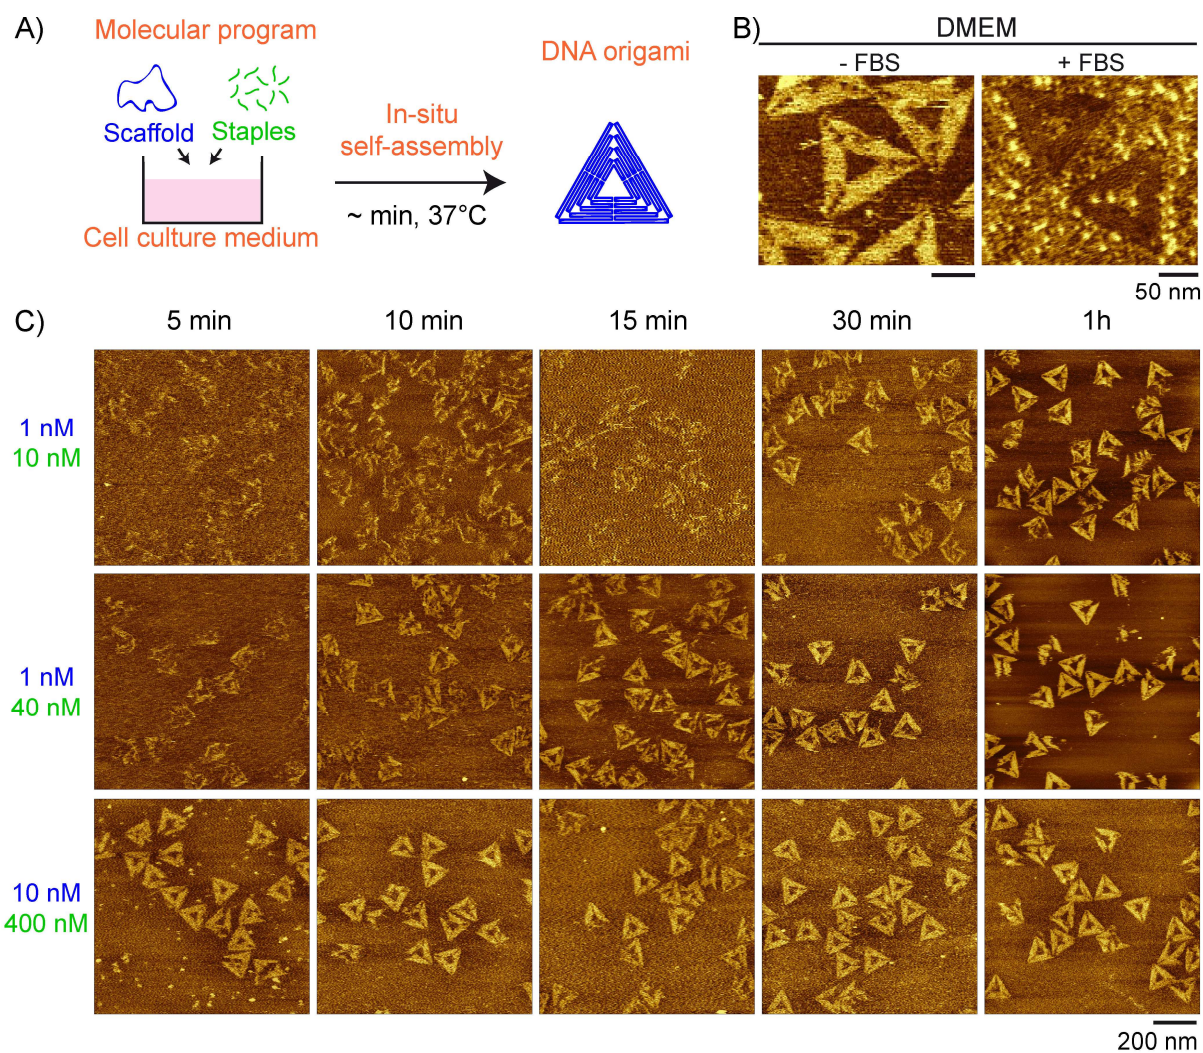 A)
Molecular program
Scaffold
Staples
Cell culture medium
In-situ
self-assembly
~ min, 37°C
DNA origami
B)
DMEM
- FBS
+ FBS
50 nm
C)
5 min
10 min
15 min
30 min
1h
1 nM
10 nM
1 nM
40 nM
10 nM
400 nM
200 nm